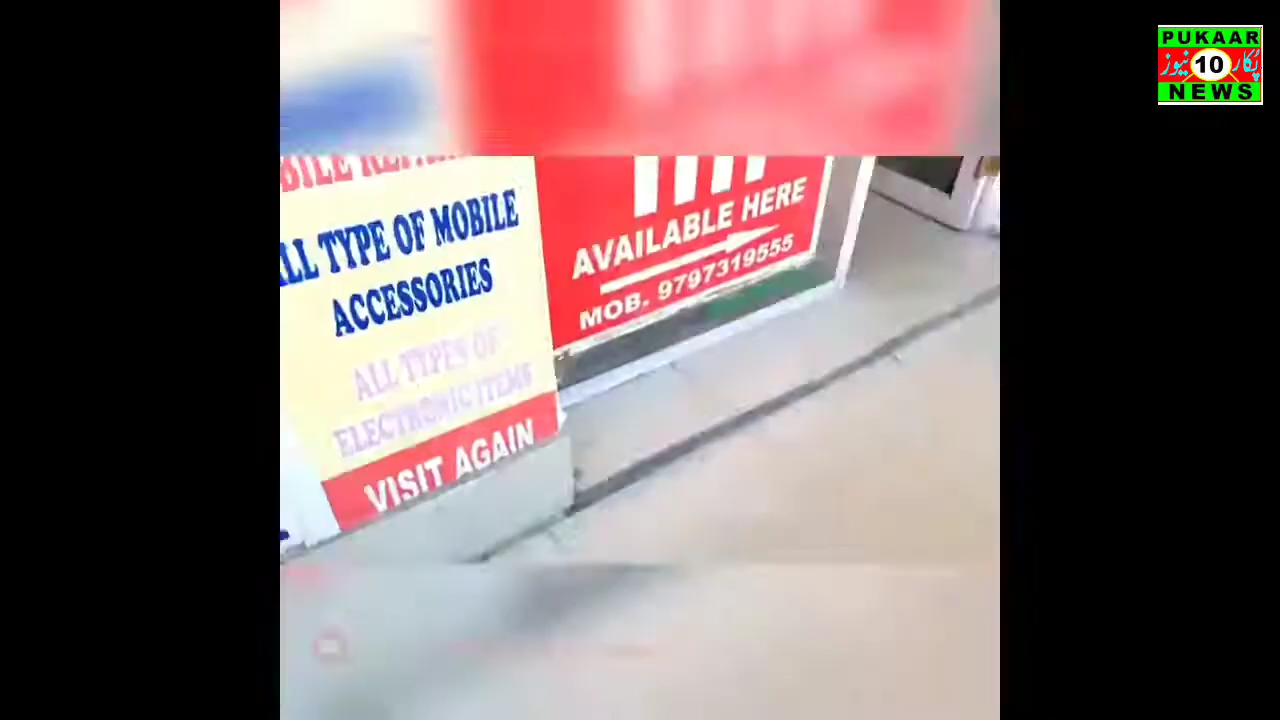 PUKAAR
پُکار 10 نیوز
NEWS
ALL TYPE OF MOBILE
ACCESSORIES
ALL TYPES OF
ELECTRONIC ITEMS
VISIT AGAIN
AVAILABLE HERE
MOB. 9797319555